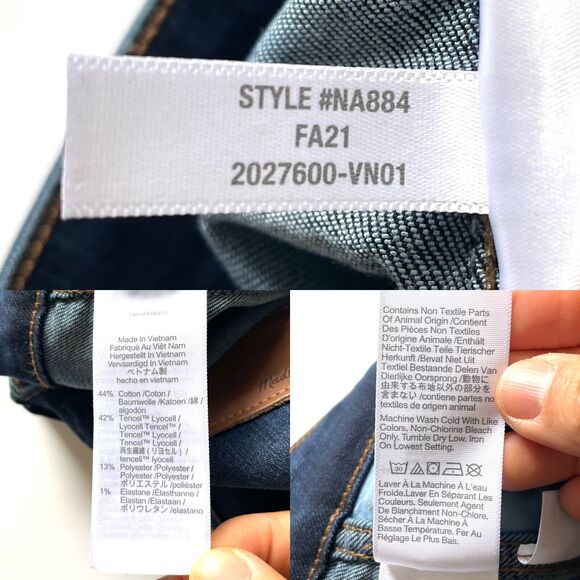 STYLE #NA884
FA21
2027600-VN01
Made in Vietnam
Fabriqué Au Việt Nam
Hergestellt In Vietnam
Vervaardigd In Vietnam
ベトナム製
hecho en vietnam
44% Cotton /Coton /
Baumwolle / Katoen / 綿 /
algodón
42% Tencel™ Lyocell /
Lyocell Tencel™ /
Tencel™ Lyocell /
Tencel™ Lyocell /
再生繊維 (リヨセル) /
tencel™ lyocell
13% Polyester /Polyester /
Polyester /Polyester /
ポリエステル /poliéster
1% Elastane /Élasthanne /
Elastan /Elastaan /
ポリウレタン /elastano
Made
Contains Non Textile Parts
Of Animal Origin /Contient
Des Pièces Non Textiles
D'origine Animale /Enthält
Nicht-Textile Teile Tierischer
Herkunft /Bevat Niet Uit
Textiel Bestaande Delen Van
Dierlijke Oorsprong / 動物に
由来する布地以外の部分を
含まない /contiene partes no
textiles de origen animal
Machine Wash Cold With Like
Colors. Non-Chlorine Bleach
Only. Tumble Dry Low. Iron
On Lowest Setting.
30
Laver À La Machine À L'eau
Froide.Laver En Séparant Les
Couleurs. Seulement Agent
De Blanchiment Non-Chlor.
Sécher À La Machine À
Démarrage Lent. Fer Au
Réglage Le Plus Bas.